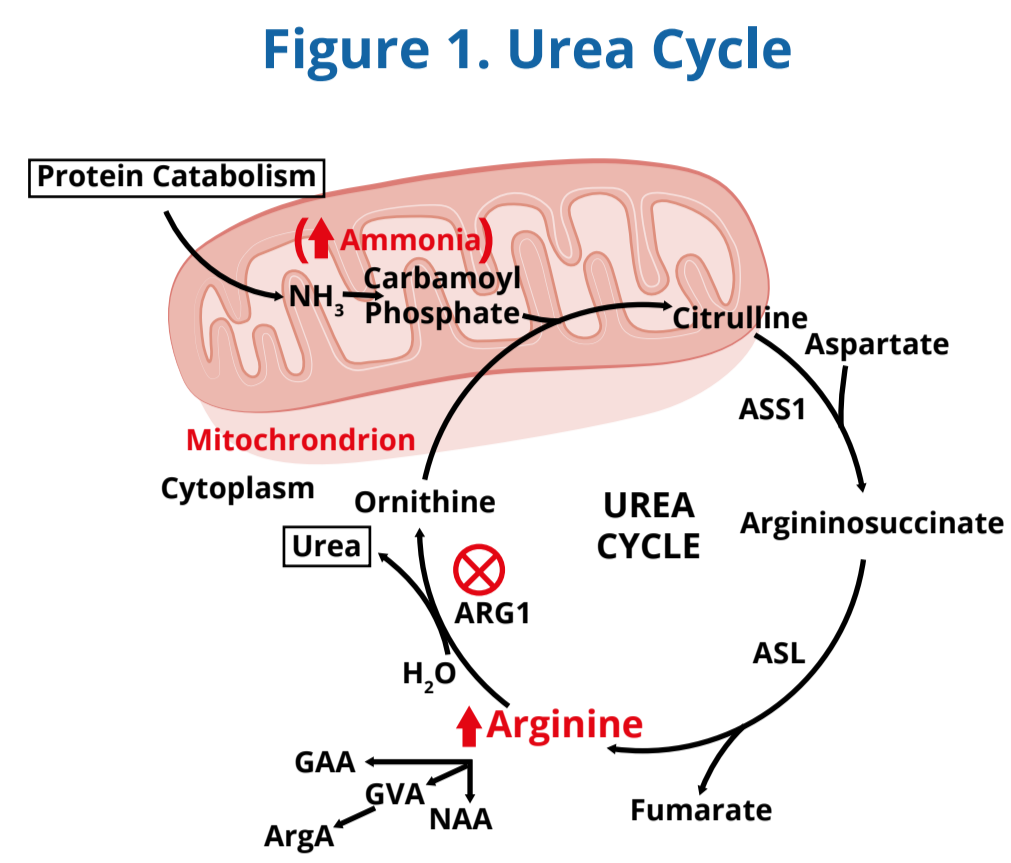 Figure 1. Urea Cycle
Protein Catabolism
(Ammonia)
NH₃
Carbamoyl
Phosphate
Citrulline
Aspartate
ASS1
Mitochrondrion
Cytoplasm
Ornithine
UREA
CYCLE
Argininosuccinate
Urea
ARG1
ASL
H₂O
Arginine
GAA
GVA
NAA
ArgA
Fumarate